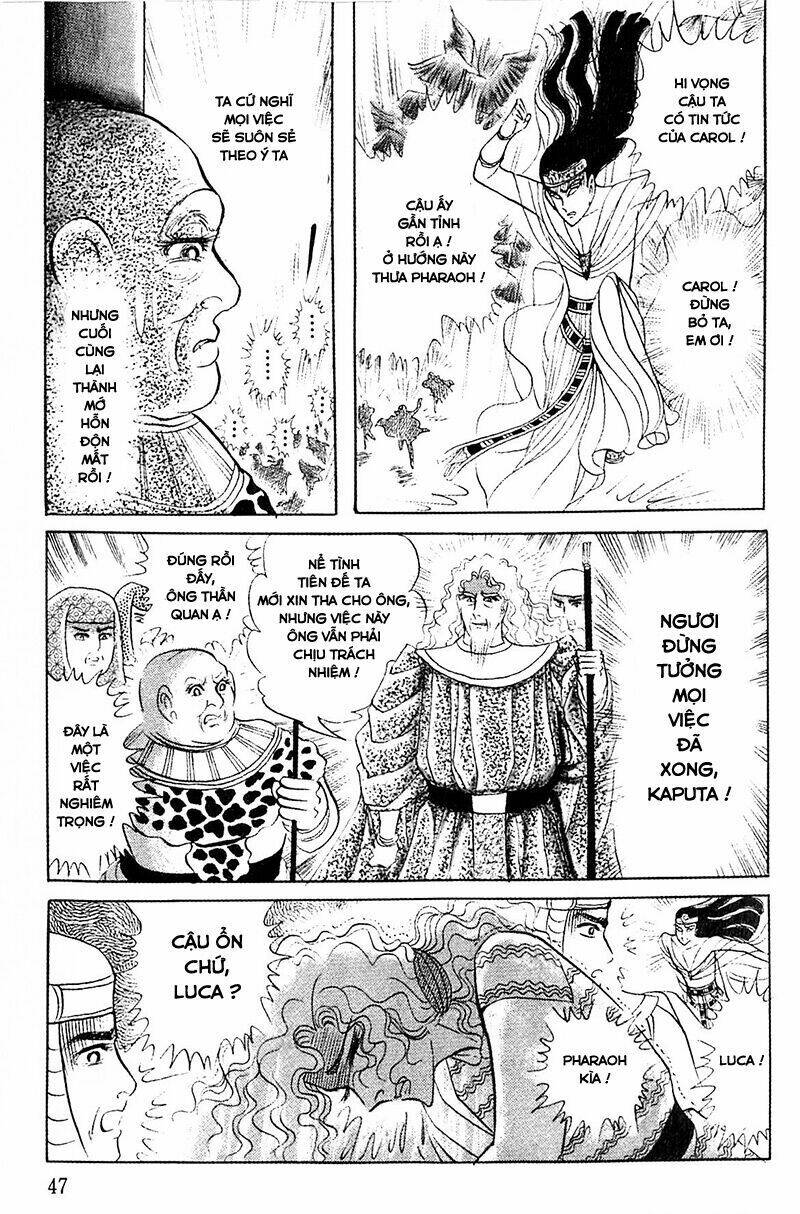 HI VỌNG
CẬU TA
CÓ TIN TỨC
CỦA CAROL !
CẬU ẤY
GẦN TỈNH
RỒI Ạ !
Ở HƯỚNG NÀY
THƯA PHARAOH !
CAROL !
ĐỪNG
BỎ TA,
EM ƠI !
TA CỨ NGHĨ
MỌI VIỆC
SẼ SUÔN SẺ
THEO Ý TA
NHƯNG
CUỐI
CÙNG
LẠI
THÀNH
MỚ
HỖN
ĐỘN
MẤT
RỒI !
NGƯƠI
ĐỪNG
TƯỞNG
MỌI
VIỆC
ĐÃ
XONG,
KAPUTA !
NỂ TÌNH
TIÊN ĐẾ TA
MỚI XIN THA CHO ÔNG,
NHƯNG VIỆC NÀY
ÔNG VẪN PHẢI
CHỊU TRÁCH
NHIỆM !
ĐÚNG RỒI
ĐẤY,
ÔNG THẦN
QUAN Ạ !
ĐÂY LÀ
MỘT
VIỆC
RẤT
NGHIÊM
TRỌNG !
LUCA !
PHARAOH
KÌA !
CẬU ỔN
CHỨ,
LUCA ?
47